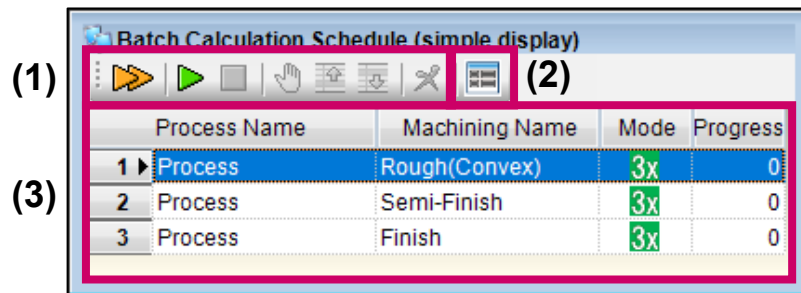 Batch Calculation Schedule (simple display)
(1) (2)
Process Name Machining Name Mode Progress
1 Process Rough(Convex) 3x 0
(3) 2 Process Semi-Finish 3x 0
3 Process Finish 3x 0